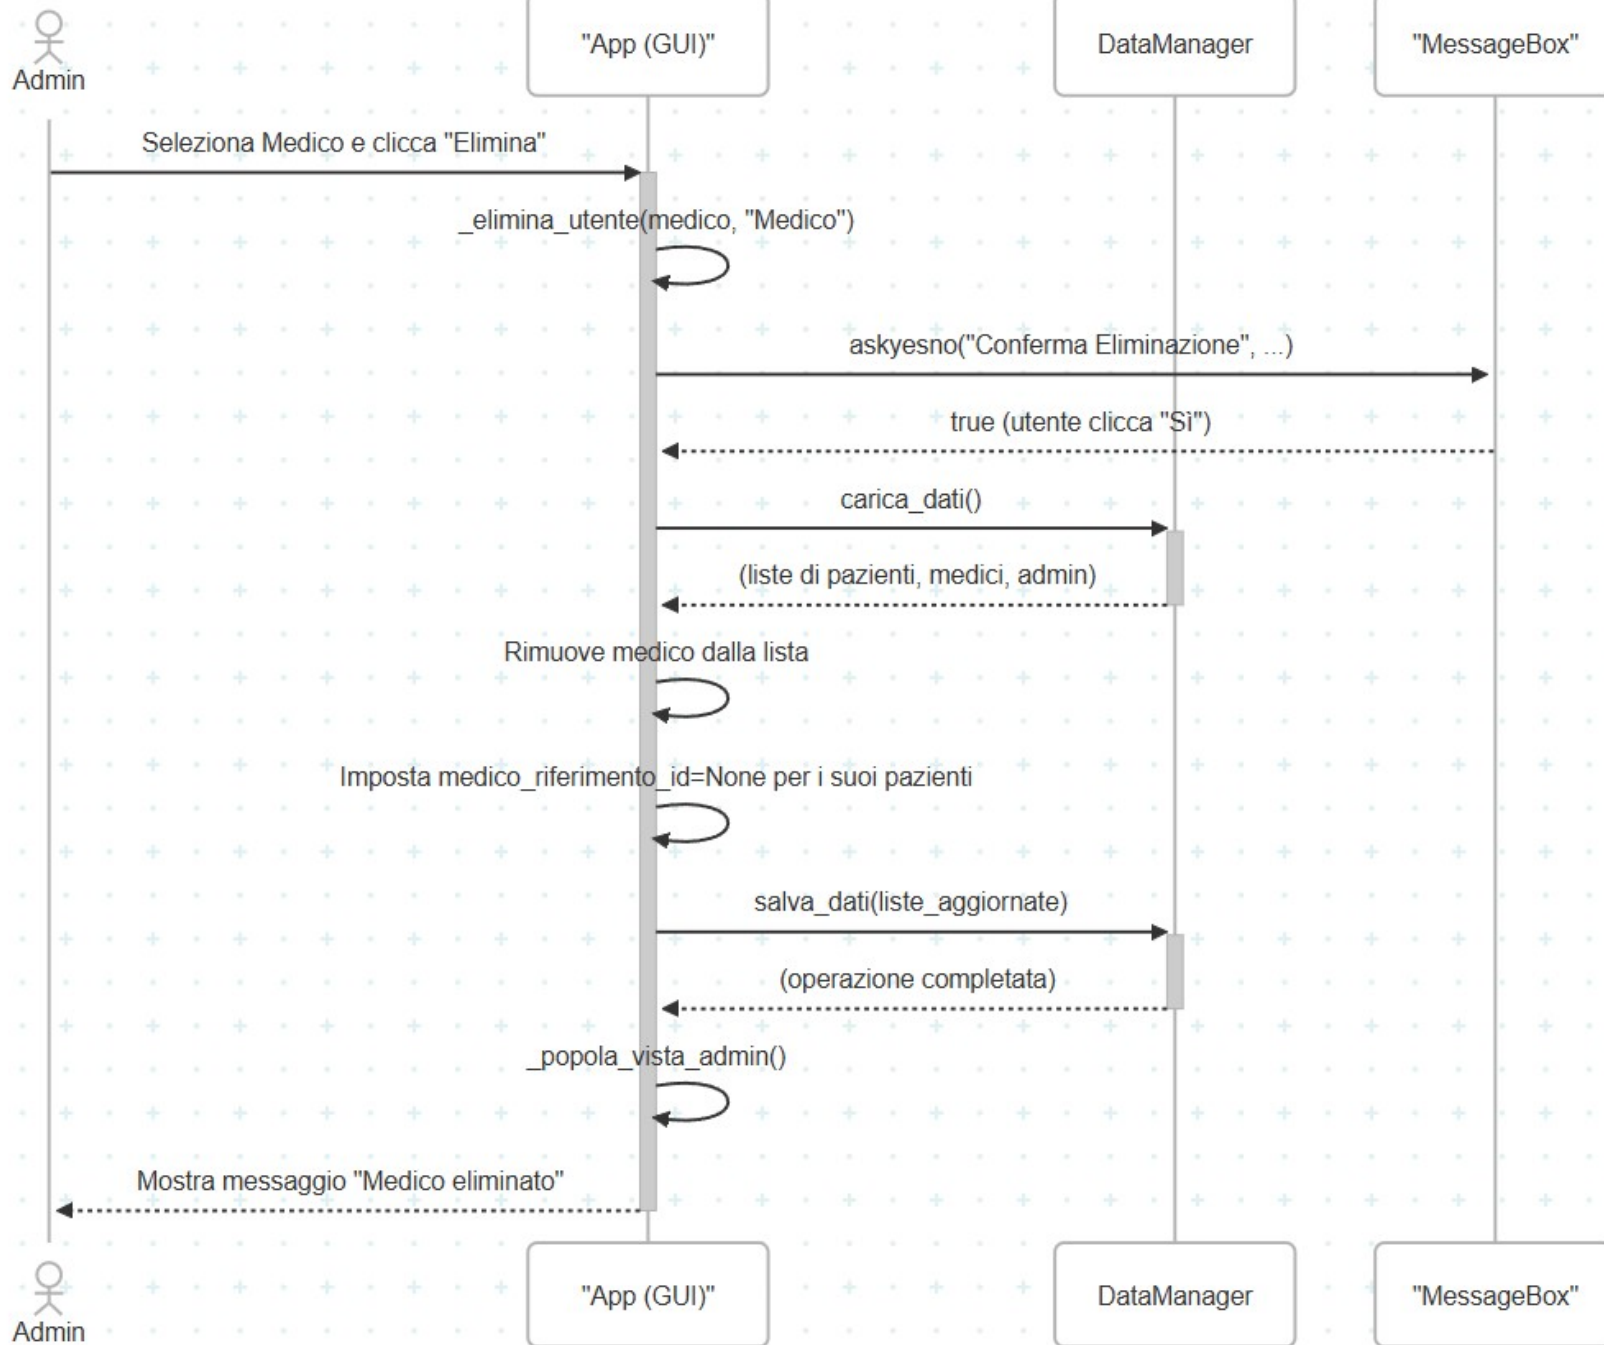 Admin
"App (GUI)"
DataManager
"MessageBox"
Seleziona Medico e clicca "Elimina"
_elimina_utente(medico, "Medico")
askyesno("Conferma Eliminazione", ...)
true (utente clicca "Sì")
carica_dati()
(liste di pazienti, medici, admin)
Rimuove medico dalla lista
Imposta medico_riferimento_id=None per i suoi pazienti
salva_dati(liste_aggiornate)
(operazione completata)
_popola_vista_admin()
Mostra messaggio "Medico eliminato"
Admin
"App (GUI)"
DataManager
"MessageBox"